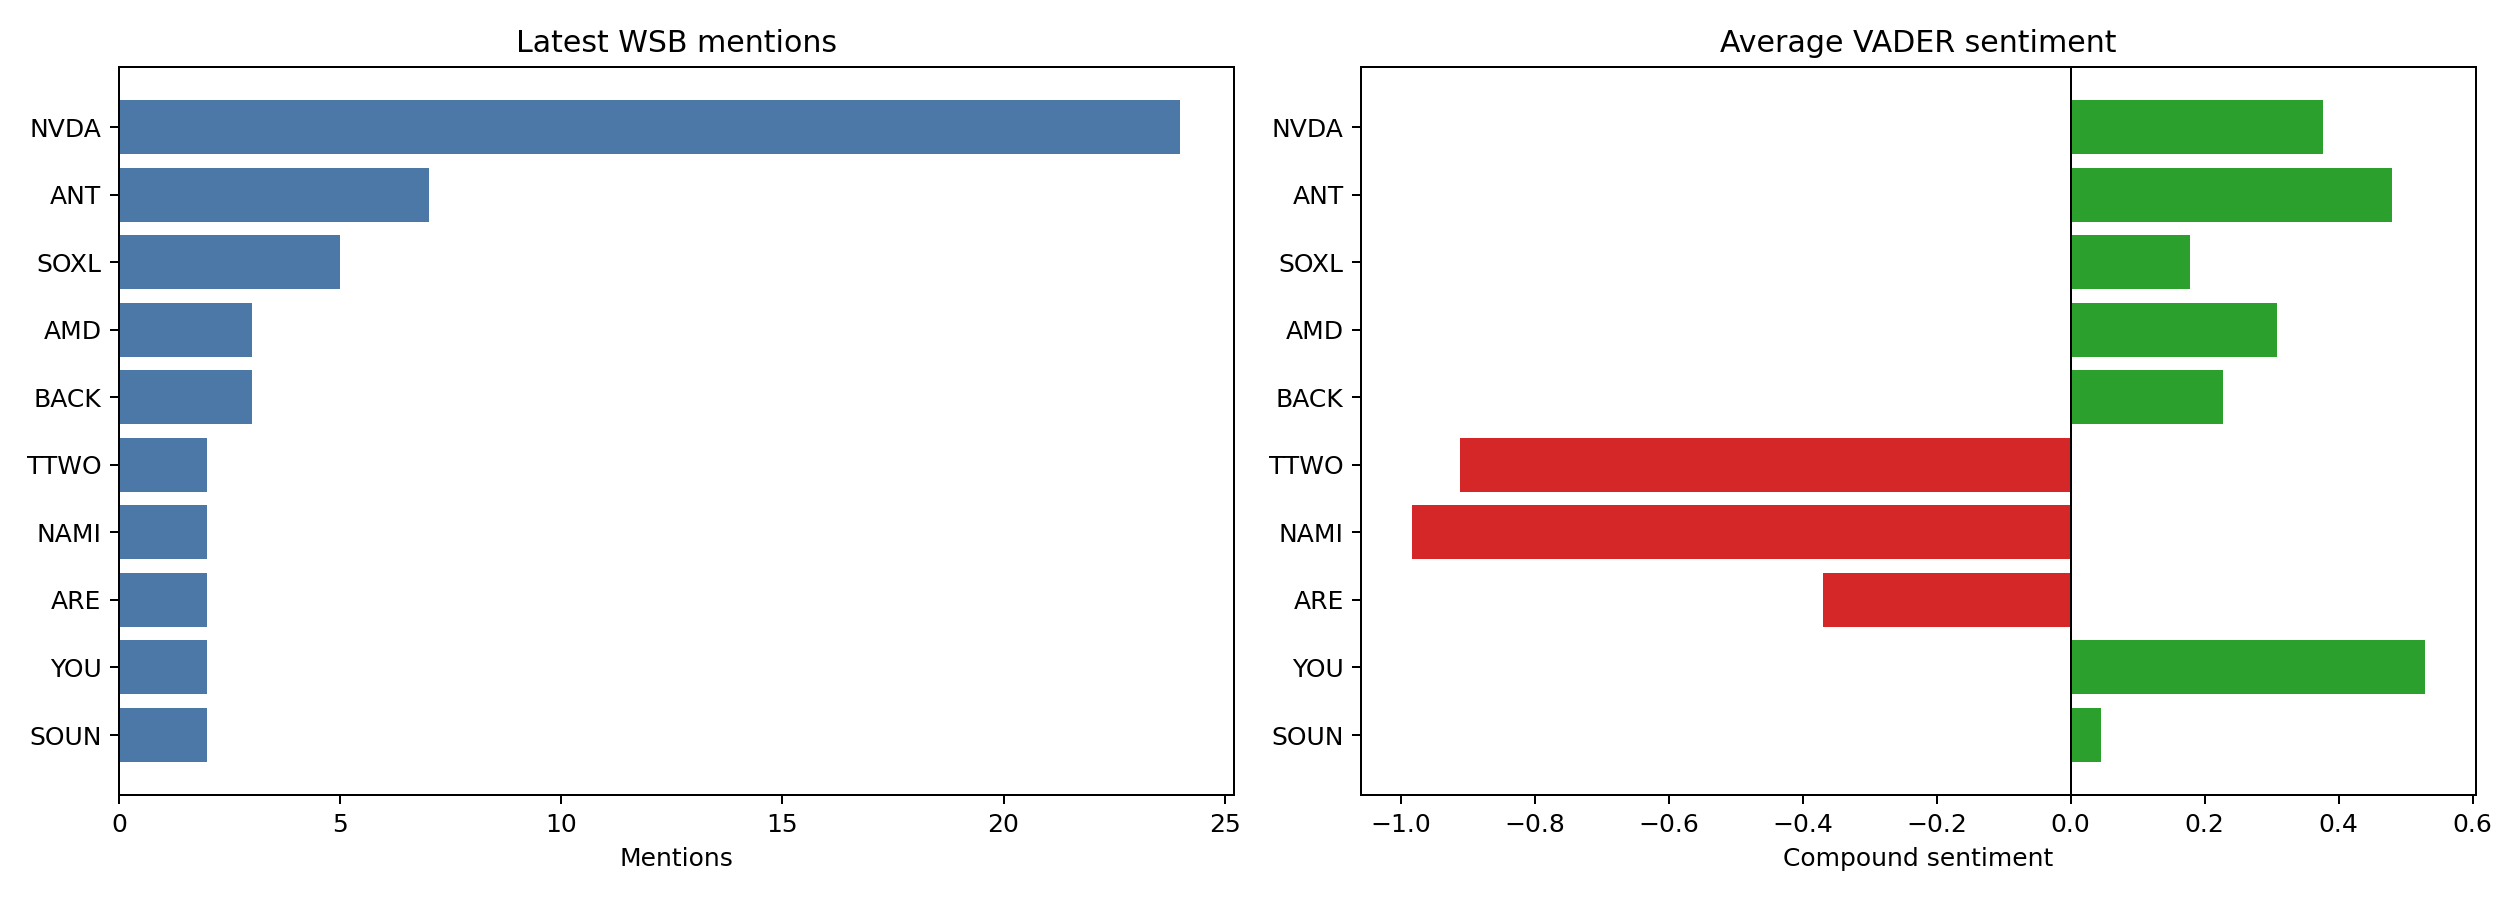 Latest WSB mentions
NVDA
ANT
SOXL
AMD
BACK
TTWO
NAMI
ARE
YOU
SOUN
0 5 10 15 20 25
Mentions
Average VADER sentiment
NVDA
ANT
SOXL
AMD
BACK
TTWO
NAMI
ARE
YOU
SOUN
−1.0 −0.8 −0.6 −0.4 −0.2 0.0 0.2 0.4 0.6
Compound sentiment